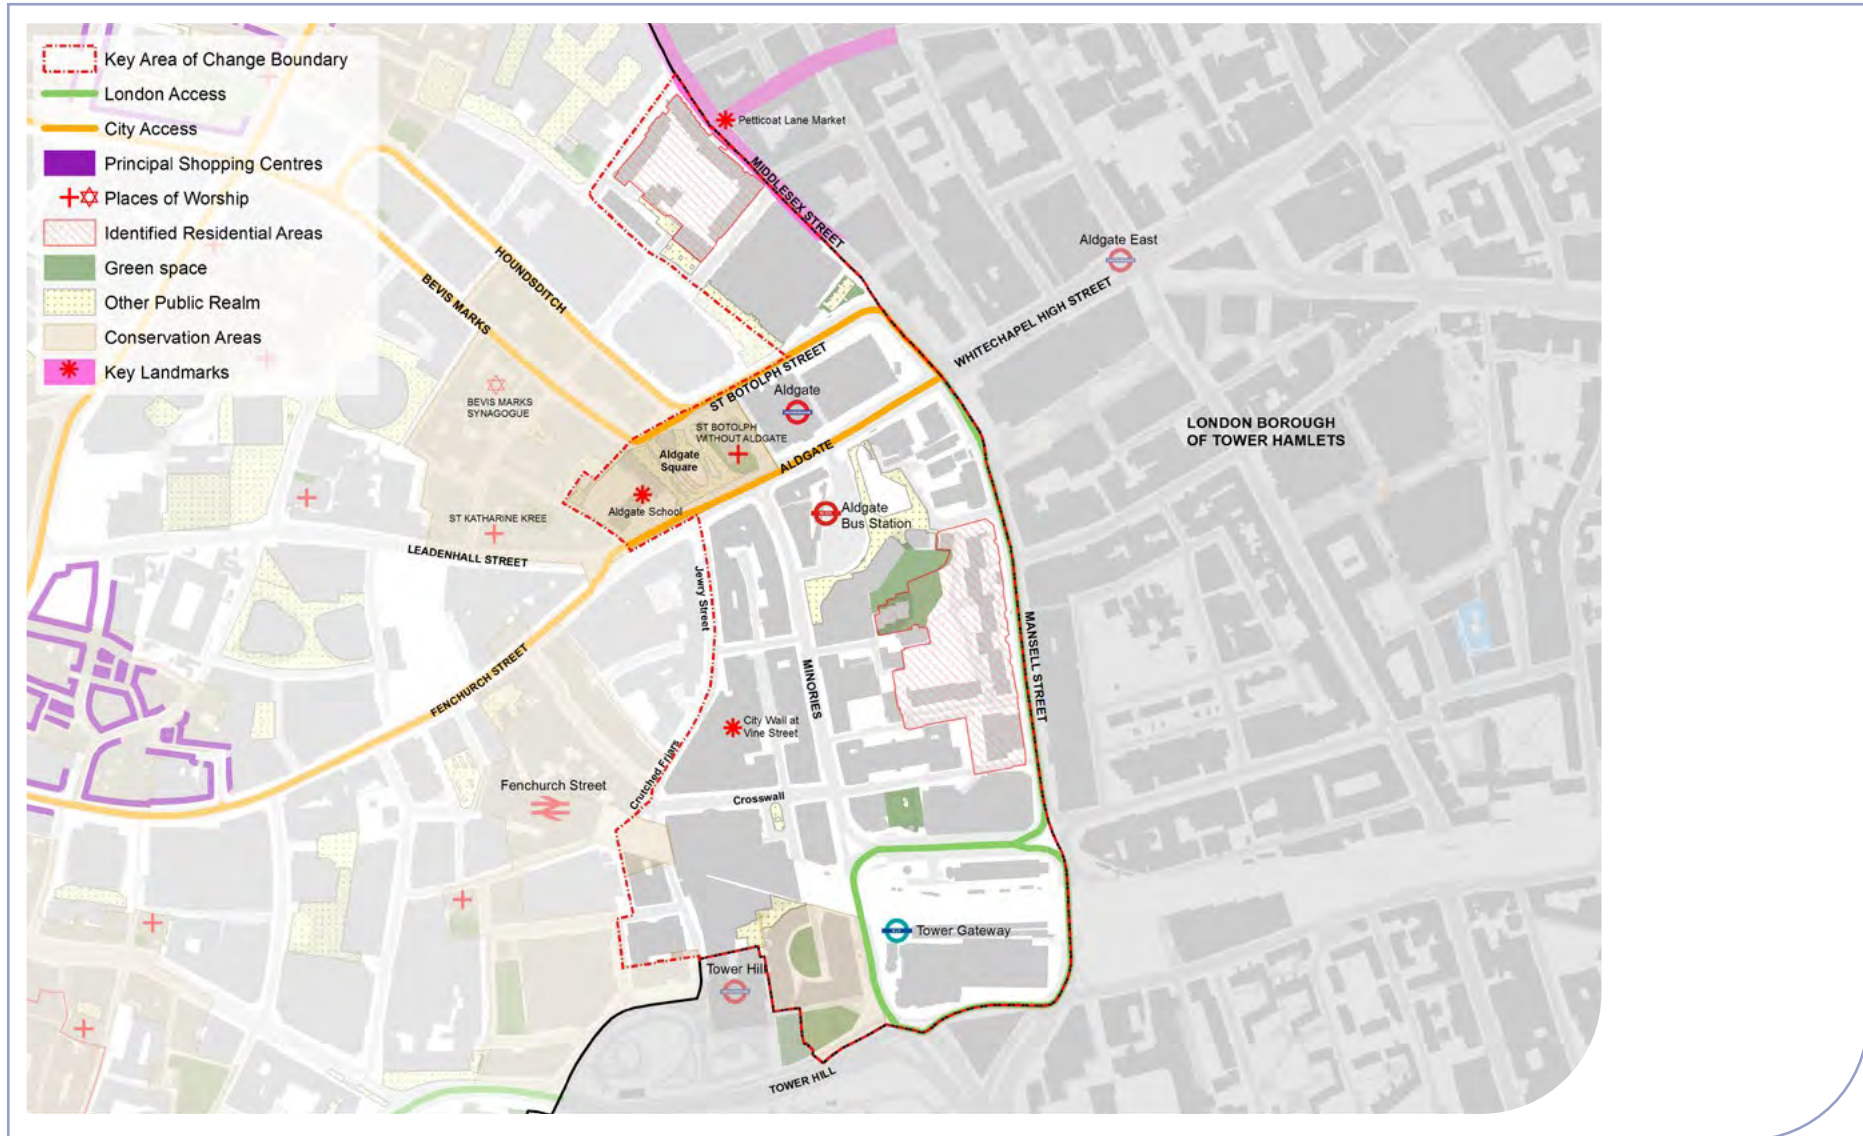 Key Area of Change Boundary
London Access
City Access
Principal Shopping Centres
Places of Worship
Identified Residential Areas
Green space
Other Public Realm
Conservation Areas
Key Landmarks
Petticoat Lane Market
MIDDLESEX STREET
Aldgate East
HOUNDSDITCH
BEVIS MARKS
WHITECHAPEL HIGH STREET
ST BOTOLPH STREET
Aldgate
BEVIS MARKS
SYNAGOGUE
ST BOTOLPH
WITHOUT ALDGATE
LONDON BOROUGH
OF TOWER HAMLETS
Aldgate
Square
ALDGATE
Aldgate School
Aldgate
Bus Station
ST KATHARINE KREE
LEADENHALL STREET
Jewry Street
MANSELL STREET
FENCHURCH STREET
MINORIES
City Wall at
Vine Street
Crutched Friars
Fenchurch Street
Crosswall
Tower Gateway
Tower Hill
TOWER HILL